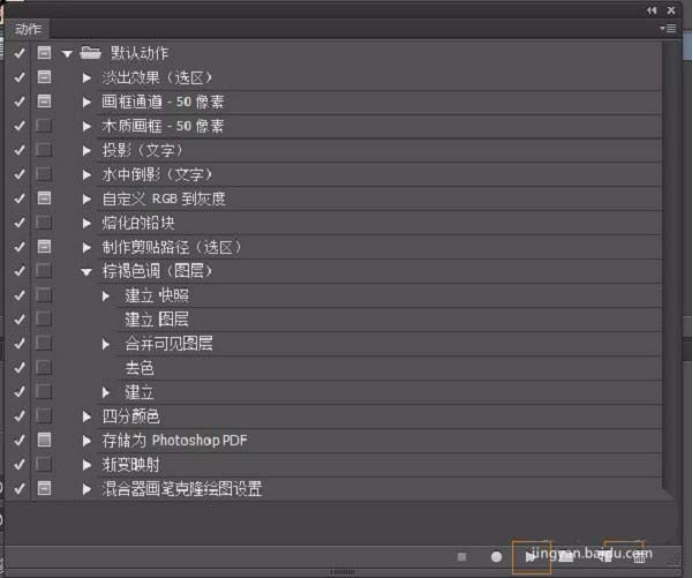 动作
默认动作
淡出效果（选区）
画框通道 - 50 像素
木质画框 - 50 像素
投影（文字）
水中倒影（文字）
自定义 RGB 到灰度
熔化的铅块
制作剪贴路径（选区）
棕褐色调（图层）
建立 快照
建立 图层
合并可见图层
去色
建立
四分颜色
存储为 Photoshop PDF
渐变映射
混合器画笔克隆绘图设置
jingyan.baidu.com